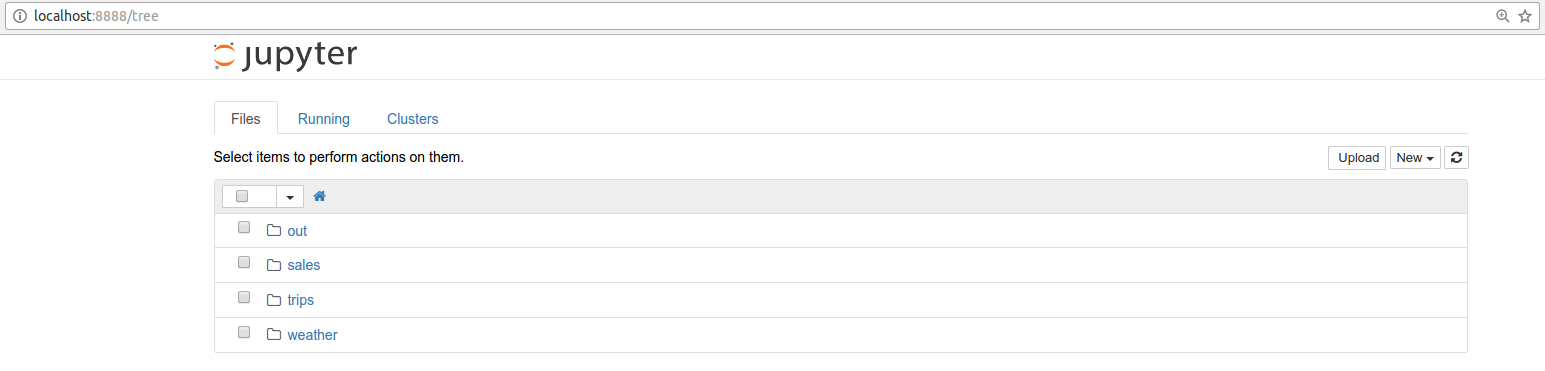 localhost:8888/tree
jupyter
Files Running Clusters
Select items to perform actions on them.
Upload New
out
sales
trips
weather